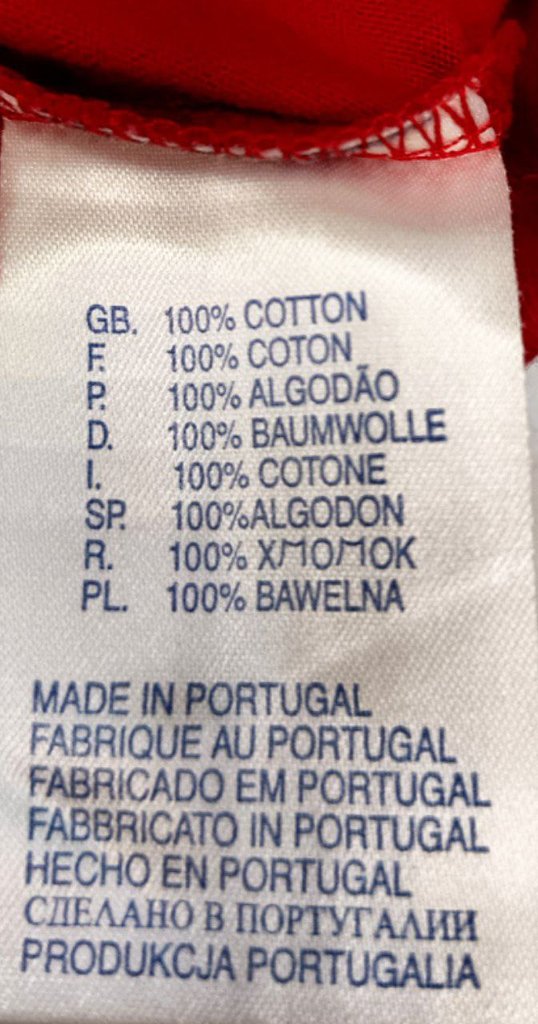 GB. 100% COTTON
F. 100% COTON
P. 100% ALGODÃO
D. 100% BAUMWOLLE
I. 100% COTONE
SP. 100%ALGODON
R. 100% ХЛОПОК
PL. 100% BAWELNA
MADE IN PORTUGAL
FABRIQUE AU PORTUGAL
FABRICADO EM PORTUGAL
FABBRICATO IN PORTUGAL
HECHO EN PORTUGAL
СДЕЛАНО В ПОРТУГАЛИИ
PRODUKCJA PORTUGALIA